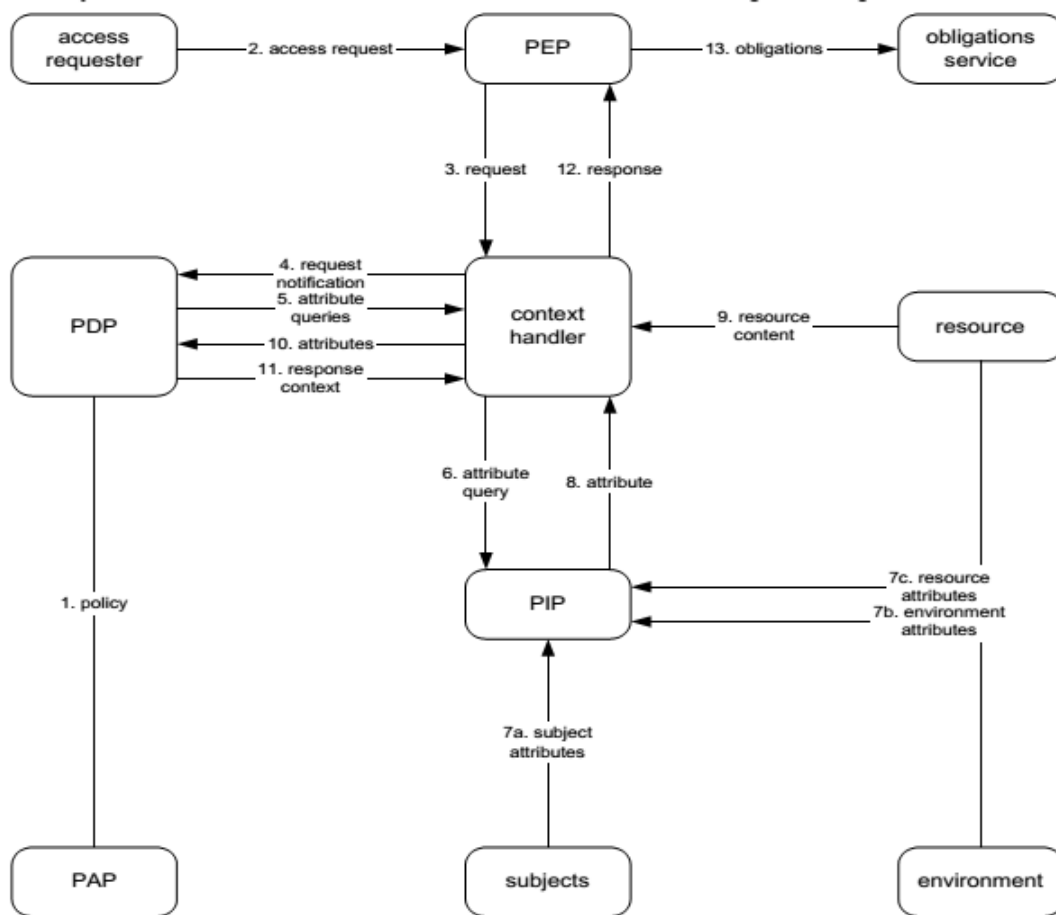 access
requester
2. access request
PEP
13. obligations
obligations
service
3. request
12. response
PDP
4. request
notification
5. attribute
queries
10. attributes
11. response
context
context
handler
9. resource
content
resource
6. attribute
query
8. attribute
1. policy
PIP
7c. resource
attributes
7b. environment
attributes
7a. subject
attributes
PAP
subjects
environment